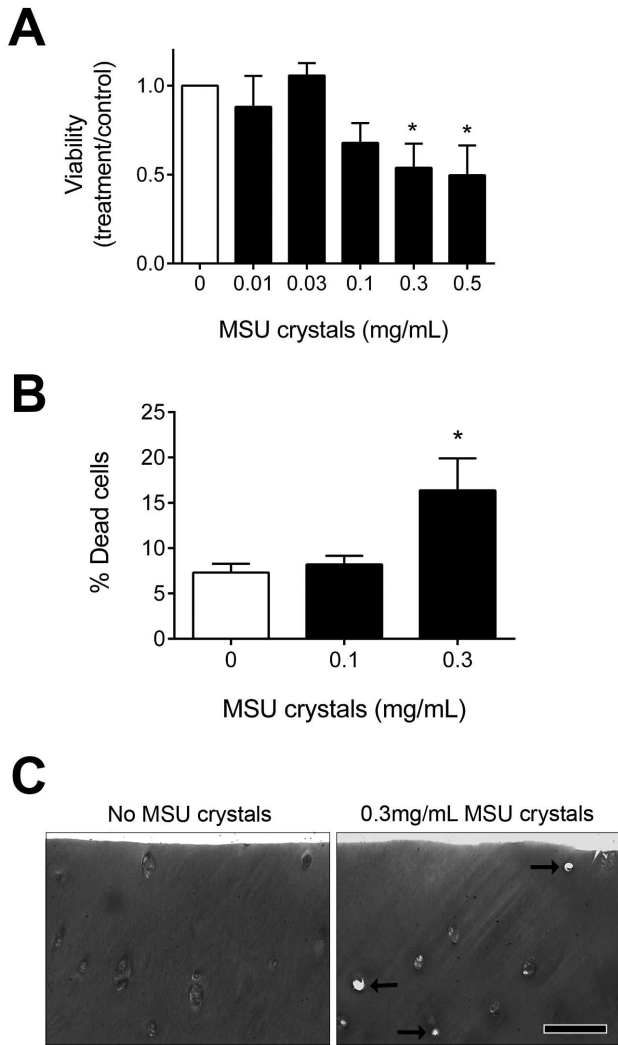 A
Viability
(treatment/control)
1.0
0.5
0.0
*
*
0
0.01
0.03
0.1
0.3
0.5
MSU crystals (mg/mL)
B
% Dead cells
25
20
15
10
5
0
*
0
0.1
0.3
MSU crystals (mg/mL)
C
No MSU crystals
0.3mg/mL MSU crystals